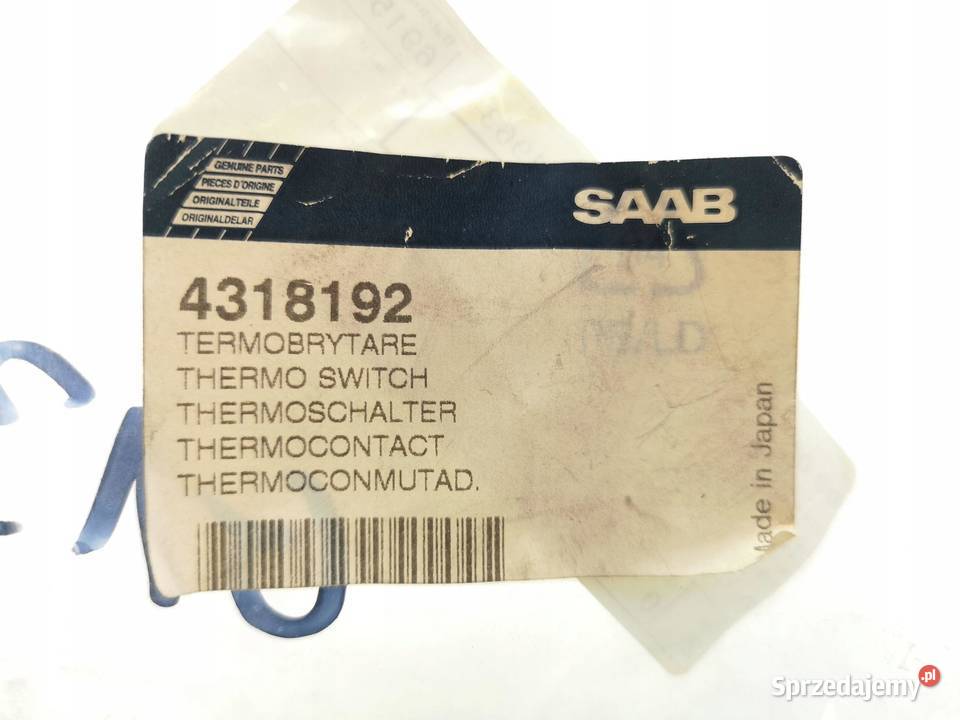 GENUINE PARTS
PIECES D'ORIGINE
ORIGINALTEILE
ORIGINALDELAR
SAAB
4318192
TERMOBRYTARE
THERMO SWITCH
THERMOSCHALTER
THERMOCONTACT
THERMOCONMUTAD.
Made in Japan
Sprzedajemy.pl